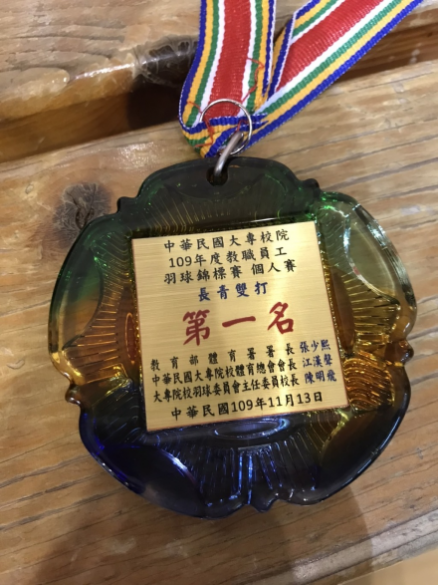 中華民國大專校院
109年度教職員工
羽球錦標賽 個人賽
長青雙打
第一名
教育部體育署署長張少熙
中華民國大專校院體育總會會長江漢聲
大專院校羽球委員會主任委員校長陳明飛
中華民國109年11月13日